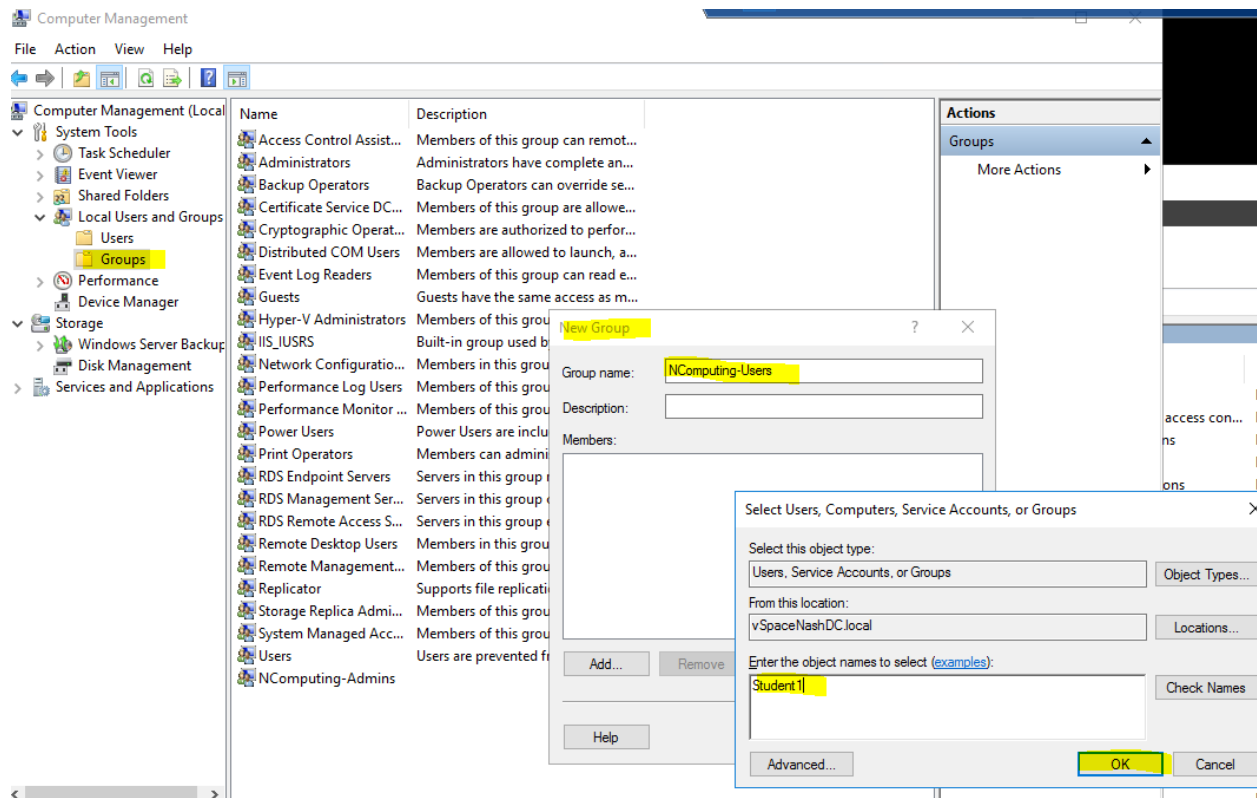 Computer Management
File Action View Help
Computer Management (Local
System Tools
Task Scheduler
Event Viewer
Shared Folders
Local Users and Groups
Users
Groups
Performance
Device Manager
Storage
Windows Server Backup
Disk Management
Services and Applications
Name Description
Access Control Assist... Members of this group can remot...
Administrators Administrators have complete an...
Backup Operators Backup Operators can override se...
Certificate Service DC... Members of this group are allowe...
Cryptographic Operat... Members are authorized to perfor...
Distributed COM Users Members are allowed to launch, a...
Event Log Readers Members of this group can read e...
Guests Guests have the same access as m...
Hyper-V Administrators Members of this grou
IIS_IUSRS Built-in group used b
Network Configuratio... Members in this grou
Performance Log Users Members of this grou
Performance Monitor ... Members of this grou
Power Users Power Users are inclu
Print Operators Members can admini
RDS Endpoint Servers Servers in this group
RDS Management Ser... Servers in this group
RDS Remote Access S... Servers in this group
Remote Desktop Users Members in this grou
Remote Management... Members of this grou
Replicator Supports file replicati
Storage Replica Admi... Members of this grou
System Managed Acc... Members of this grou
Users Users are prevented fr
NComputing-Admins
Actions
Groups
More Actions
New Group ?
Group name: NComputing-Users
Description:
Members:
Add... Remove
Help
Select Users, Computers, Service Accounts, or Groups
Select this object type:
Users, Service Accounts, or Groups Object Types...
From this location:
vSpaceNashDC.local Locations...
Enter the object names to select (examples):
Student1 Check Names
Advanced... OK Cancel
access con...
ns
ons